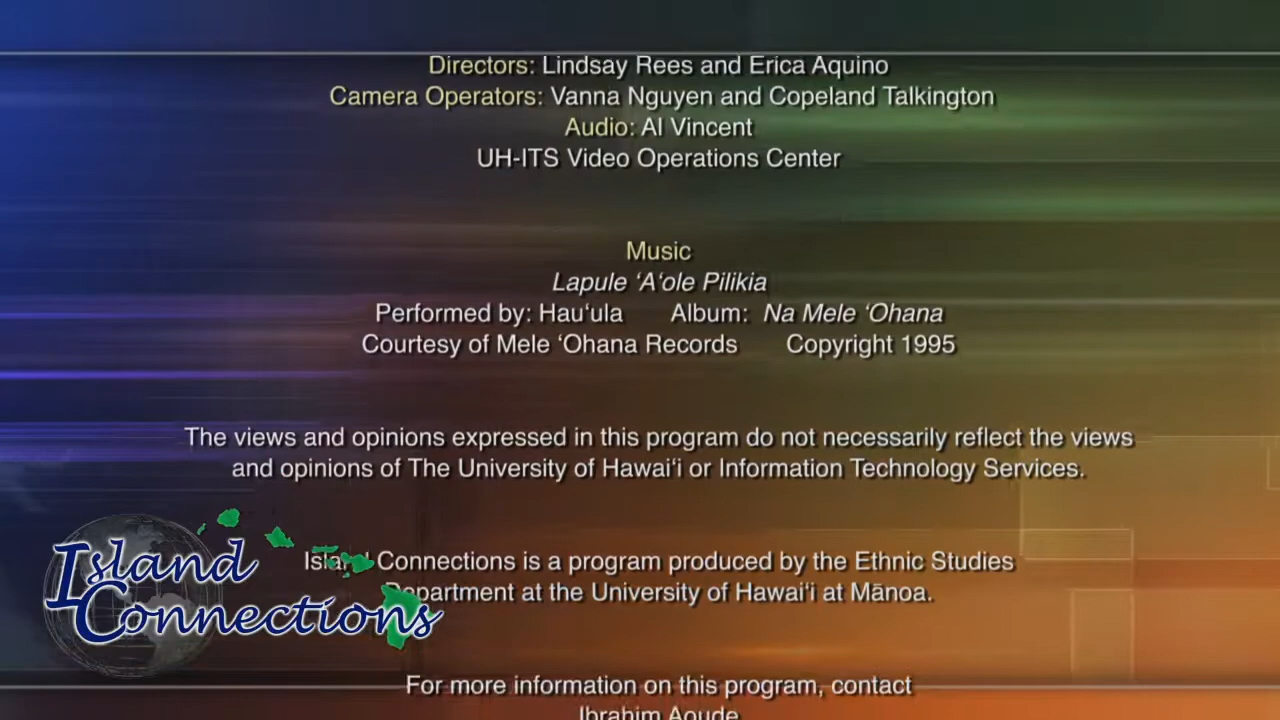 Directors: Lindsay Rees and Erica Aquino
Camera Operators: Vanna Nguyen and Copeland Talkington
Audio: Al Vincent
UH-ITS Video Operations Center
Music
Lapule ʻAʻole Pilikia
Performed by: Hauʻula Album: Na Mele ʻOhana
Courtesy of Mele ʻOhana Records Copyright 1995
The views and opinions expressed in this program do not necessarily reflect the views
and opinions of The University of Hawaiʻi or Information Technology Services.
Island Connections is a program produced by the Ethnic Studies
Department at the University of Hawaiʻi at Mānoa.
Island
Connections
For more information on this program, contact
Ibrahim Aoude